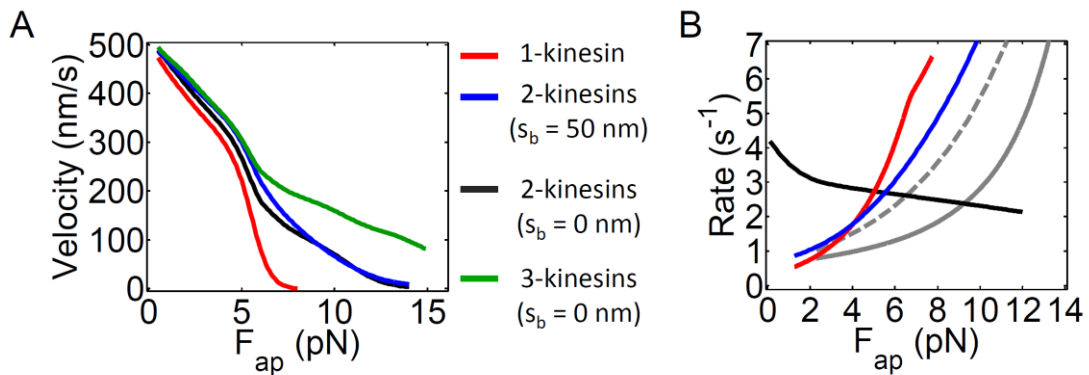 A
500
400
300
200
100
0
0
5
10
15
Velocity (nm/s)
F_ap (pN)
1-kinesin
2-kinesins
(s_b = 50 nm)
2-kinesins
(s_b = 0 nm)
3-kinesins
(s_b = 0 nm)
B
7
6
5
4
3
2
1
0
0 2 4 6 8 10 12 14
Rate (s⁻¹)
F_ap (pN)